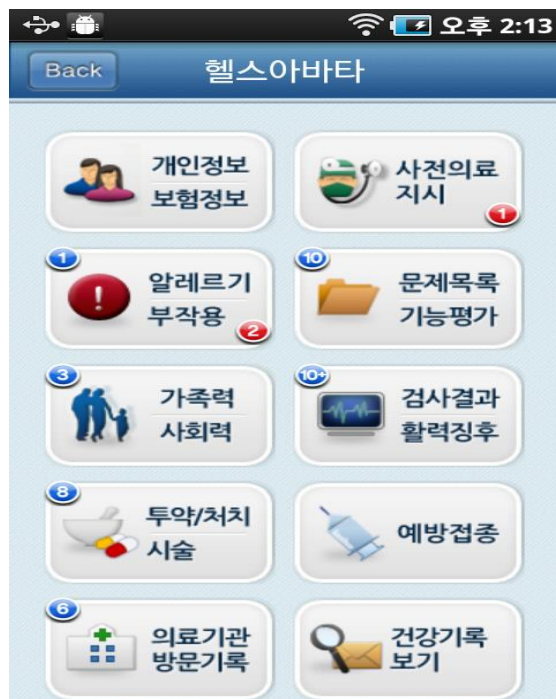 오후 2:13
Back 헬스아바타
개인정보
보험정보
사전의료
지시
1
1
알레르기
부작용
2
10
문제목록
기능평가
3
가족력
사회력
10+
검사결과
활력징후
8
투약/처치
시술
예방접종
6
의료기관
방문기록
건강기록
보기